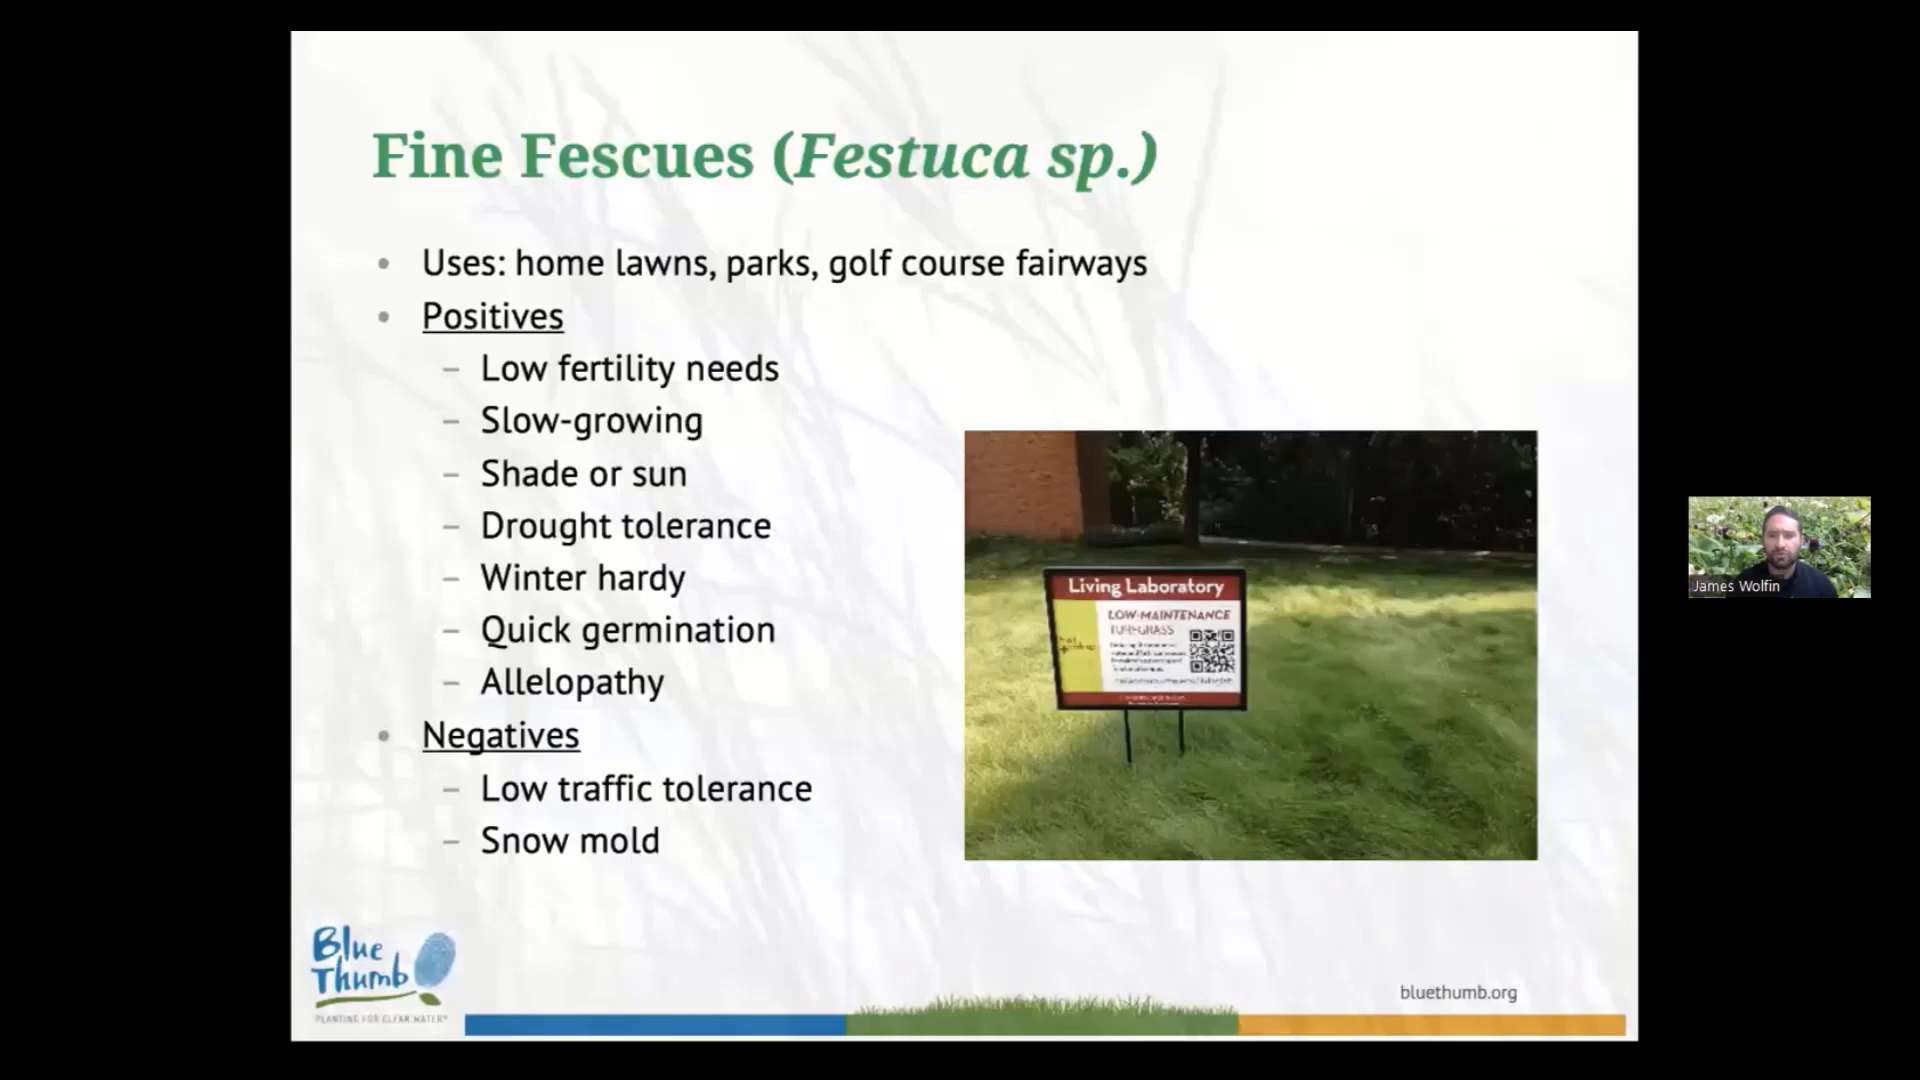 Fine Fescues (Festuca sp.)
• Uses: home lawns, parks, golf course fairways
• Positives
– Low fertility needs
– Slow-growing
– Shade or sun
– Drought tolerance
– Winter hardy
– Quick germination
– Allelopathy
• Negatives
– Low traffic tolerance
– Snow mold
Living Laboratory
LOW-MAINTENANCE
TURFGRASS
James Wolfin
Blue
Thumb
PLANTING FOR CLEAN WATER
bluethumb.org